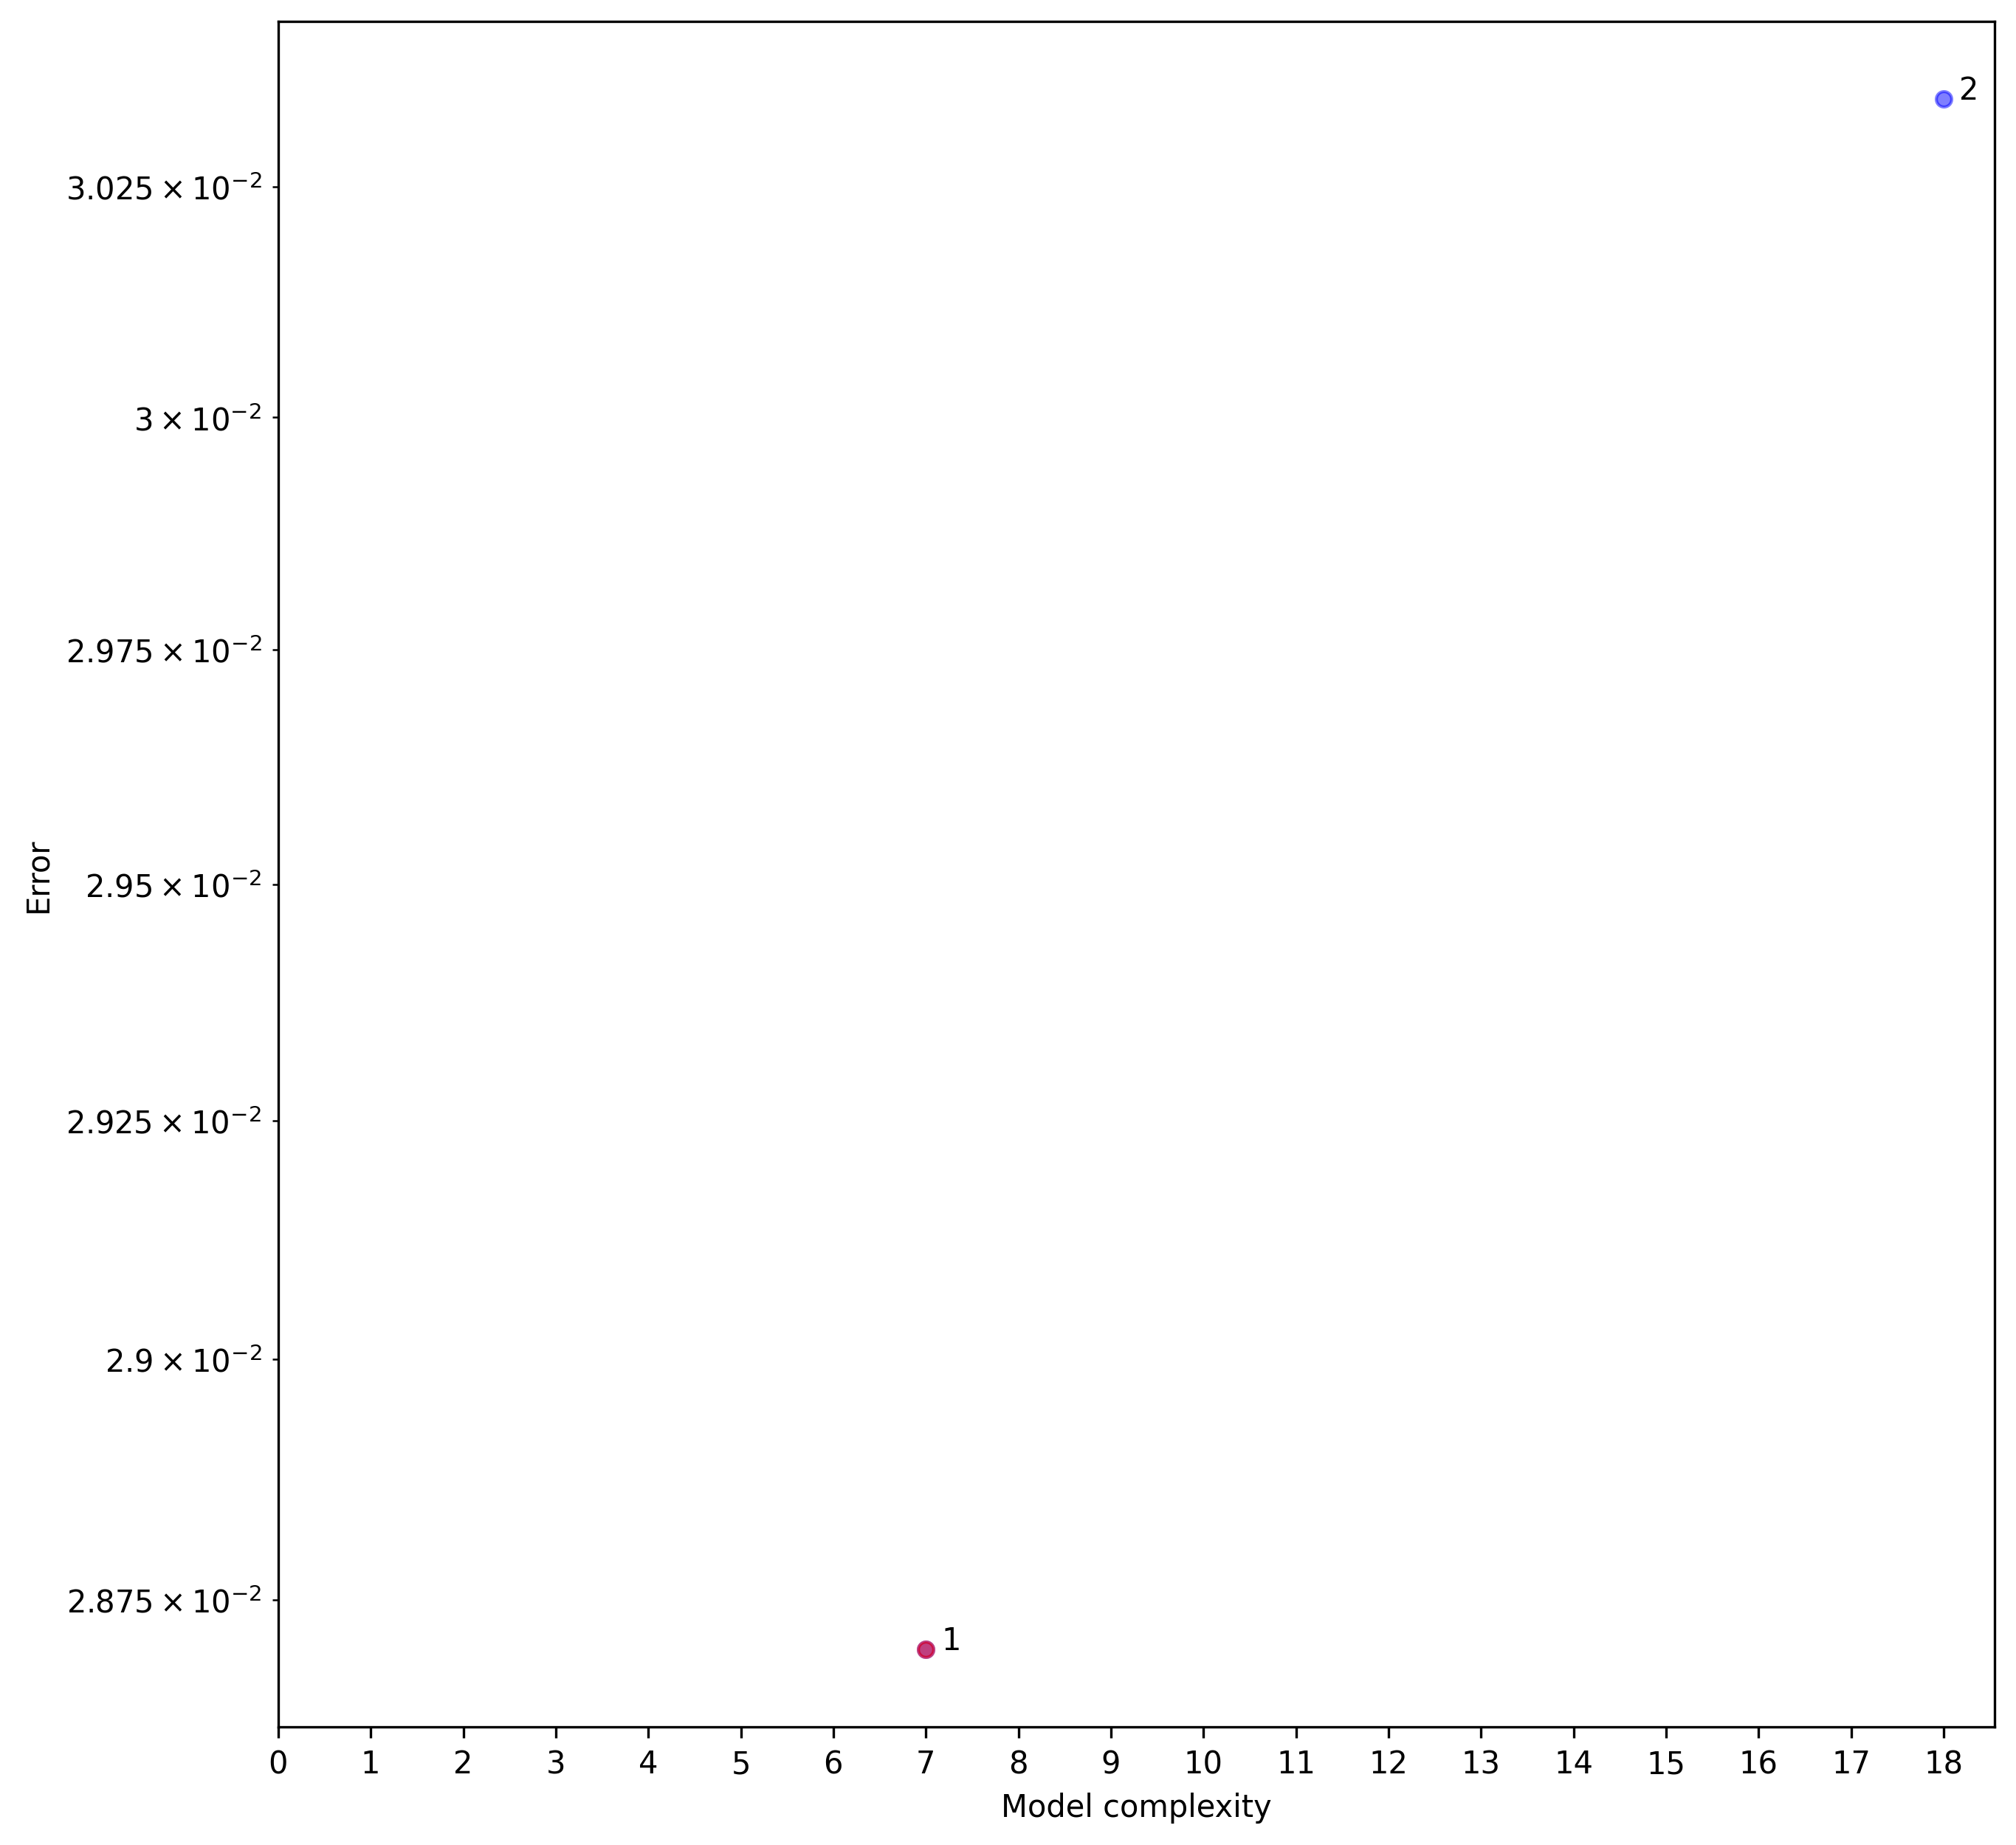 2
3.025 × 10⁻²
3 × 10⁻²
2.975 × 10⁻²
2.95 × 10⁻²
2.925 × 10⁻²
2.9 × 10⁻²
2.875 × 10⁻²
Error
1
0 1 2 3 4 5 6 7 8 9 10 11 12 13 14 15 16 17 18
Model complexity